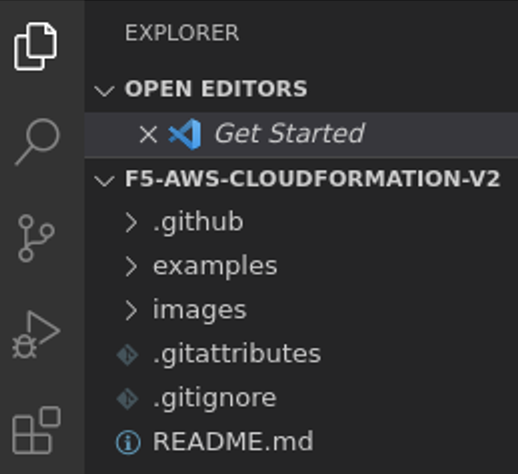 EXPLORER
OPEN EDITORS
Get Started
F5-AWS-CLOUDFORMATION-V2
.github
examples
images
.gitattributes
.gitignore
README.md